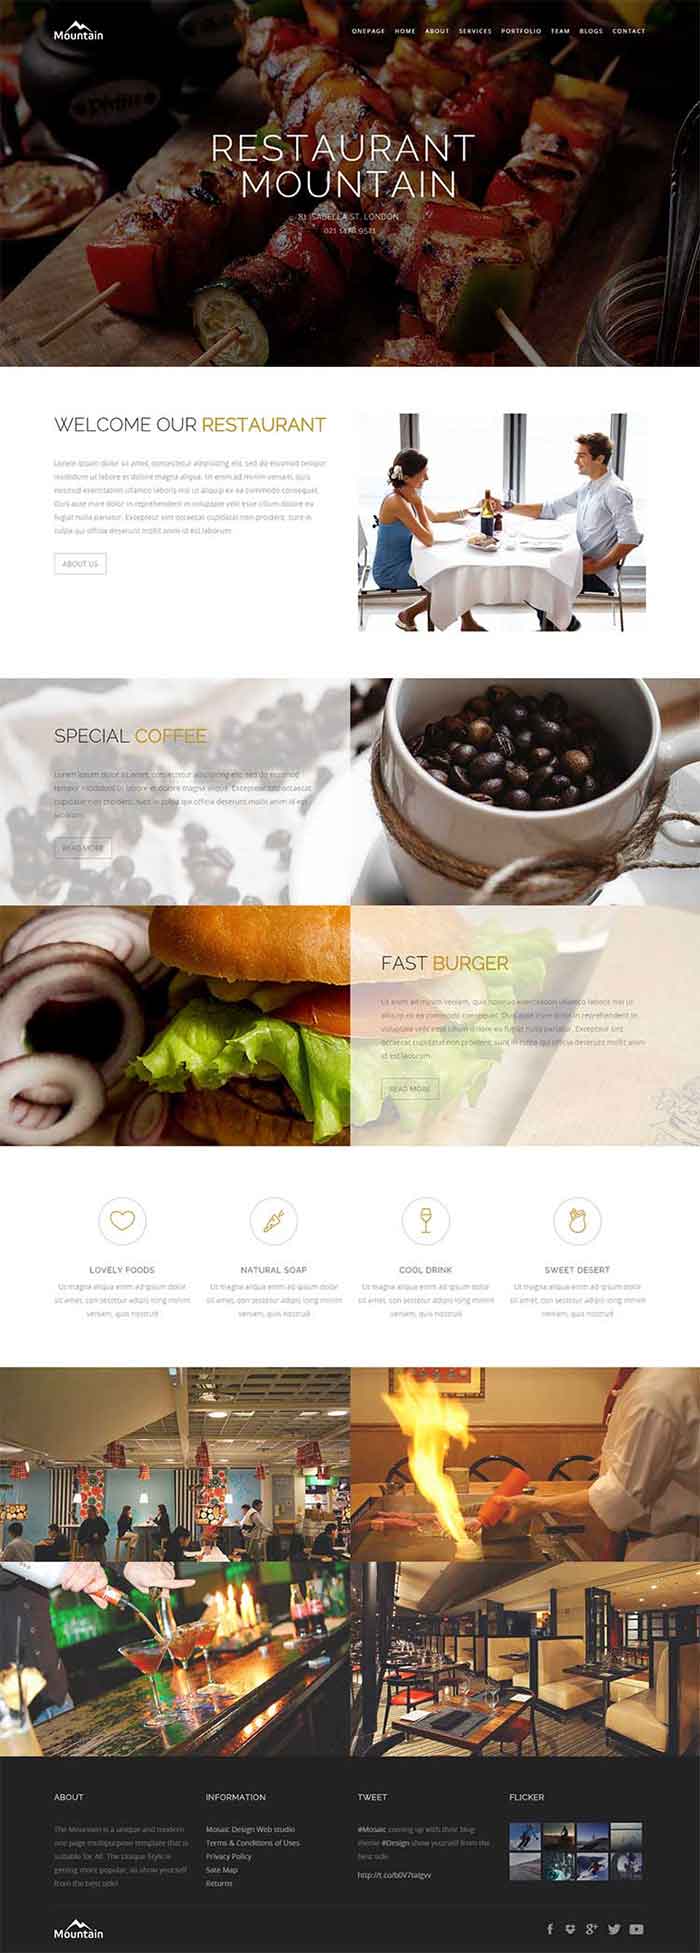 Mountain
ONEPAGE HOME ABOUT SERVICES PORTFOLIO TEAM BLOGS CONTACT
RESTAURANT
MOUNTAIN
81 ISABELLA ST, LONDON
WELCOME OUR RESTAURANT
Lorem ipsum dolor sit amet, consectetur adipisicing elit, sed do eiusmod tempor
incididunt ut labore et dolore magna aliqua. Ut enim ad minim veniam, quis
nostrud exercitation ullamco laboris nisi ut aliquip ex ea commodo consequat.
Duis aute irure dolor in reprehenderit in voluptate velit esse cillum dolore eu
fugiat nulla pariatur. Excepteur sint occaecat cupidatat non proident, sunt in
culpa qui officia deserunt mollit anim id est laborum.
ABOUT US
SPECIAL COFFEE
Lorem ipsum dolor sit amet, consectetur adipisicing elit, sed do eiusmod
tempor incididunt ut labore et dolore magna aliqua. Excepteur sint occaecat
cupidatat non proident, sunt in culpa qui officia deserunt mollit anim id est
laborum.
READ MORE
FAST BURGER
Ut enim ad minim veniam, quis nostrud exercitation ullamco laboris nisi ut
aliquip ex ea commodo consequat. Duis aute irure dolor in reprehenderit in
voluptate velit esse cillum dolore eu fugiat nulla pariatur. Excepteur sint
occaecat cupidatat non proident, sunt in culpa qui officia deserunt mollit anim
id est laborum.
READ MORE
LOVELY FOODS
Ut magna aliqua enim ad ipsum dolor
sit amet, con sectetur adipis icing minim
veniam, quis nostrud
NATURAL SOAP
Ut magna aliqua enim ad ipsum dolor
sit amet, con sectetur adipis icing minim
veniam, quis nostrud
COOL DRINK
Ut magna aliqua enim ad ipsum dolor
sit amet, con sectetur adipis icing minim
veniam, quis nostrud
SWEET DESERT
Ut magna aliqua enim ad ipsum dolor
sit amet, con sectetur adipis icing minim
veniam, quis nostrud
ABOUT
The Mountain is a unique and modern
one page multipurpose template that is
suitable for All. The Unique Style is
getting more popular, so show yourself
from the best side!
INFORMATION
Mosaic Design Web studio
Terms & Conditions of Uses
Privacy Policy
Sate Map
Returns
TWEET
#Mosaic coming up with their blog
theme #Design show yourself from the
best side
FLICKER
Mountain